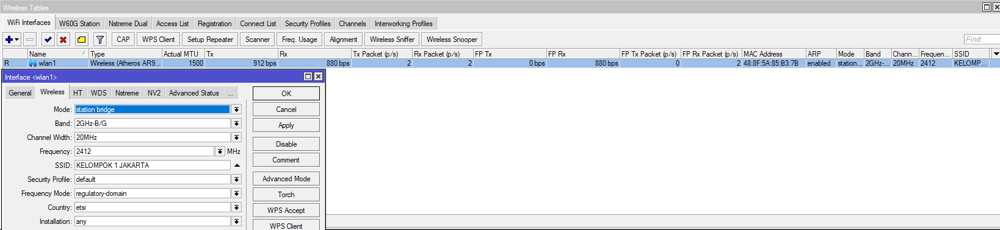 Wireless Tables
WiFi Interfaces W60G Station Nstreme Dual Access List Registration Connect List Security Profiles Channels Interworking Profiles
CAP WPS Client Setup Repeater Scanner Freq. Usage Alignment Wireless Sniffer Wireless Snooper Find
Name Type Actual MTU Tx Rx Tx Packet (p/s) Rx Packet (p/s) FP Tx FP Rx FP Tx Packet (p/s) FP Rx Packet (p/s) MAC Address ARP Mode Band Chann... Frequen... SSID
R wlan1 Wireless (Atheros AR9... 1500 912 bps 880 bps 2 2 0 bps 880 bps 0 2 48:8F:5A:85:B3:7B enabled station... 2GHz-... 20MHz 2412 KELOMP...
Interface <wlan1>
General Wireless HT WDS Nstreme NV2 Advanced Status ...
OK
Mode: station bridge
Cancel
Band: 2GHz-B/G
Apply
Channel Width: 20MHz
Disable
Frequency: 2412 MHz
Comment
SSID: KELOMPOK 1 JAKARTA
Security Profile: default
Advanced Mode
Frequency Mode: regulatory-domain
Torch
Country: etsi
WPS Accept
Installation: any
WPS Client